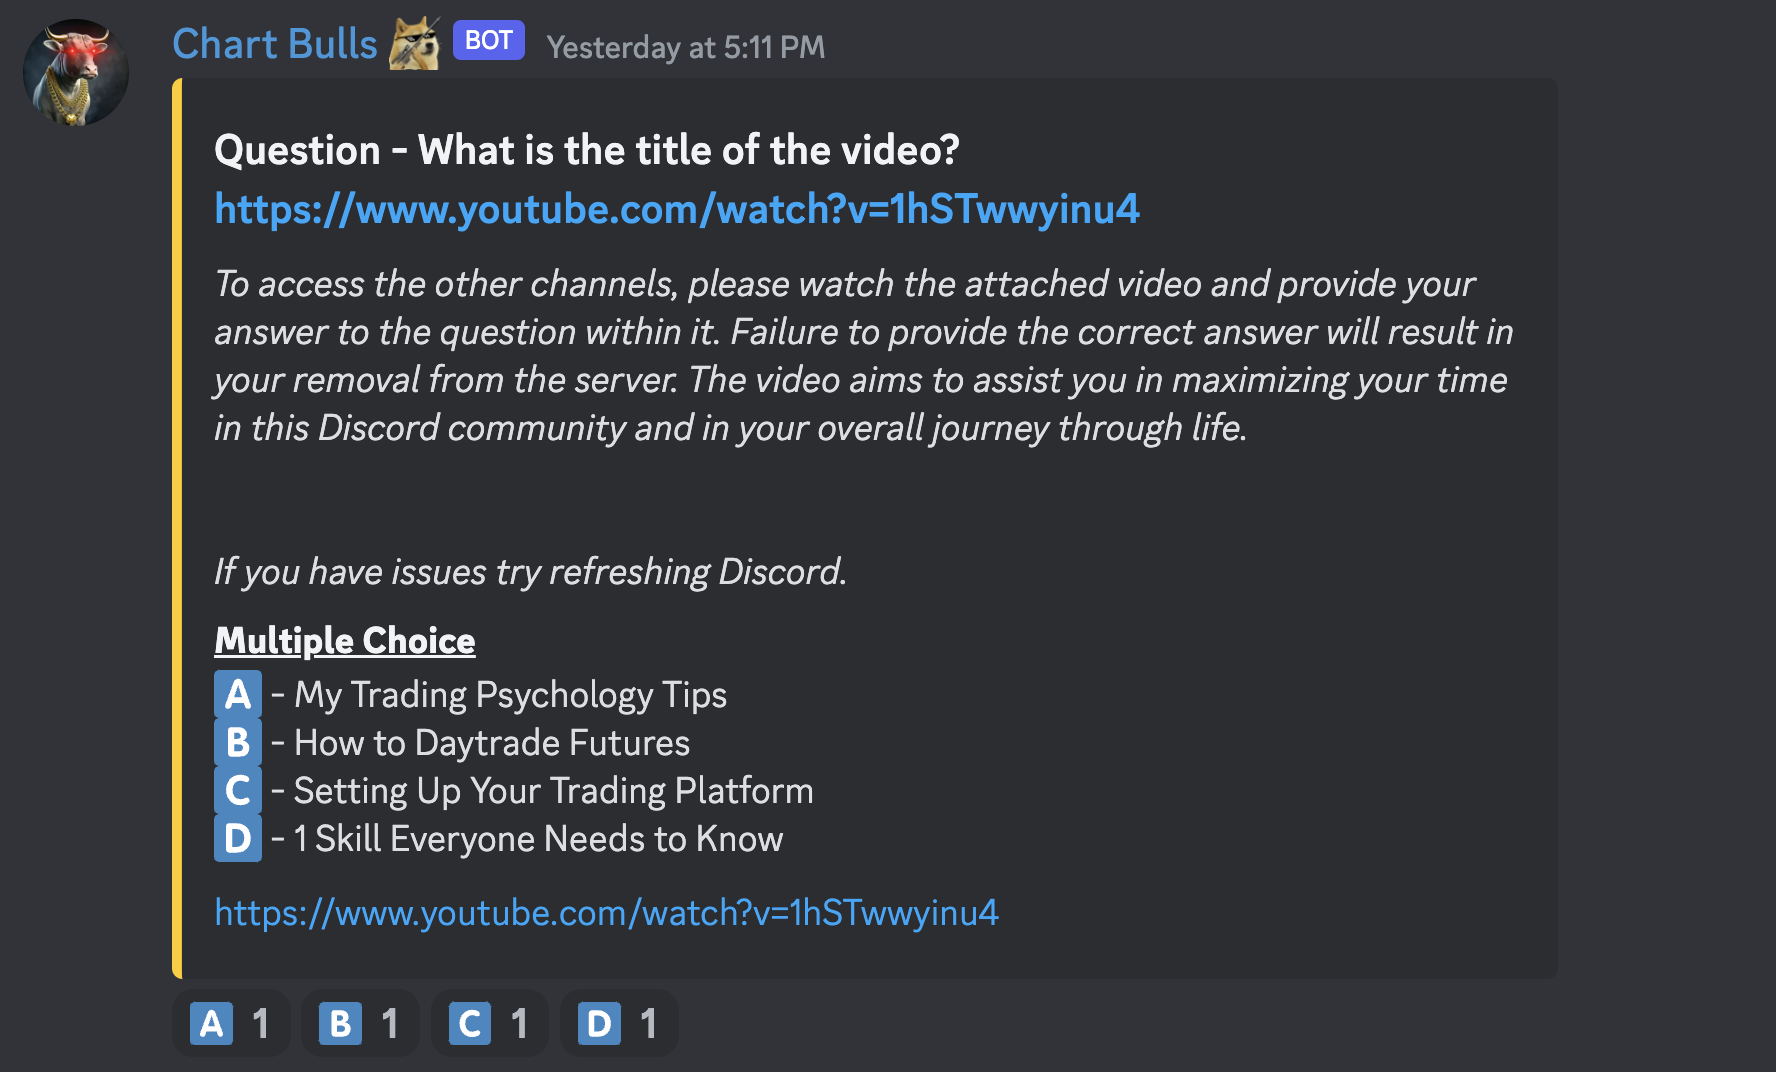 Chart Bulls BOT Yesterday at 5:11 PM
Question - What is the title of the video?
https://www.youtube.com/watch?v=1hSTwwyinu4
To access the other channels, please watch the attached video and provide your
answer to the question within it. Failure to provide the correct answer will result in
your removal from the server. The video aims to assist you in maximizing your time
in this Discord community and in your overall journey through life.
If you have issues try refreshing Discord.
Multiple Choice
A - My Trading Psychology Tips
B - How to Daytrade Futures
C - Setting Up Your Trading Platform
D - 1 Skill Everyone Needs to Know
https://www.youtube.com/watch?v=1hSTwwyinu4
A 1 B 1 C 1 D 1